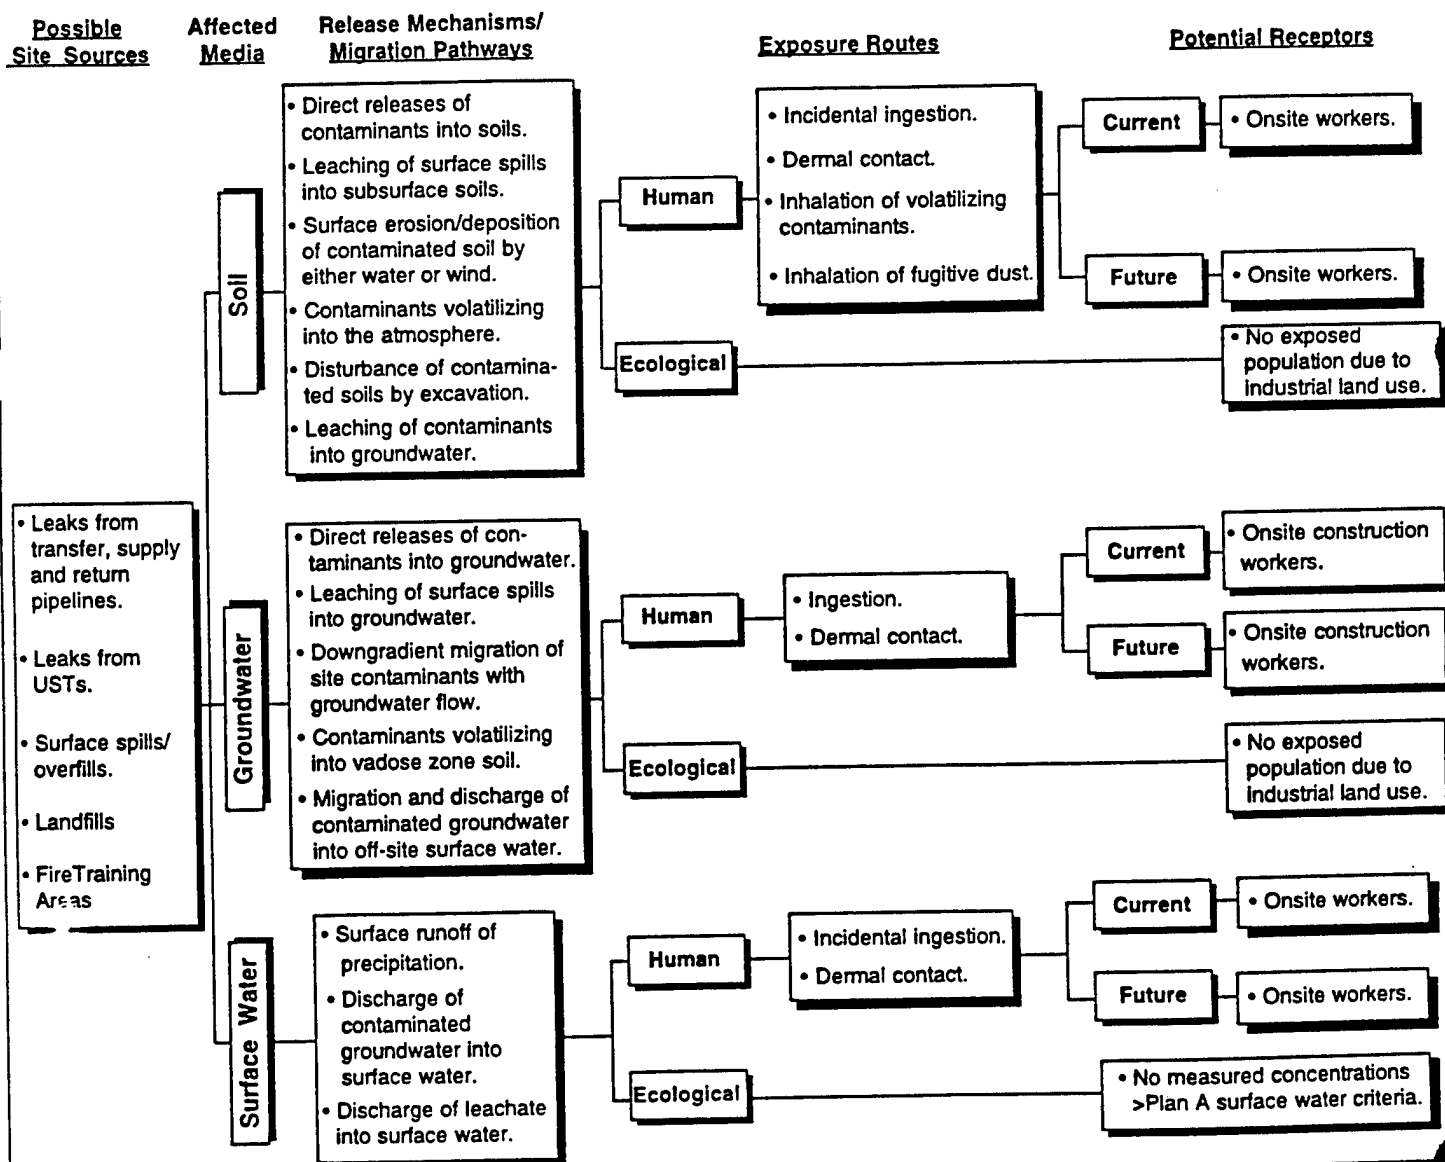 Possible
Site Sources
Affected
Media
Release Mechanisms/
Migration Pathways
Exposure Routes
Potential Receptors
• Leaks from
transfer, supply
and return
pipelines.
• Leaks from
USTs.
• Surface spills/
overfills.
• Landfills
• FireTraining
Areas
Soil
• Direct releases of
contaminants into soils.
• Leaching of surface spills
into subsurface soils.
• Surface erosion/deposition
of contaminated soil by
either water or wind.
• Contaminants volatilizing
into the atmosphere.
• Disturbance of contamina-
ted soils by excavation.
• Leaching of contaminants
into groundwater.
Human
• Incidental ingestion.
• Dermal contact.
• Inhalation of volatilizing
contaminants.
• Inhalation of fugitive dust.
Current
• Onsite workers.
Future
• Onsite workers.
Ecological
• No exposed
population due to
industrial land use.
Groundwater
• Direct releases of con-
taminants into groundwater.
• Leaching of surface spills
into groundwater.
• Downgradient migration of
site contaminants with
groundwater flow.
• Contaminants volatilizing
into vadose zone soil.
• Migration and discharge of
contaminated groundwater
into off-site surface water.
Human
• Ingestion.
• Dermal contact.
Current
• Onsite construction
workers.
Future
• Onsite construction
workers.
Ecological
• No exposed
population due to
industrial land use.
Surface Water
• Surface runoff of
precipitation.
• Discharge of
contaminated
groundwater into
surface water.
• Discharge of leachate
into surface water.
Human
• Incidental ingestion.
• Dermal contact.
Current
• Onsite workers.
Future
• Onsite workers.
Ecological
• No measured concentrations
>Plan A surface water criteria.